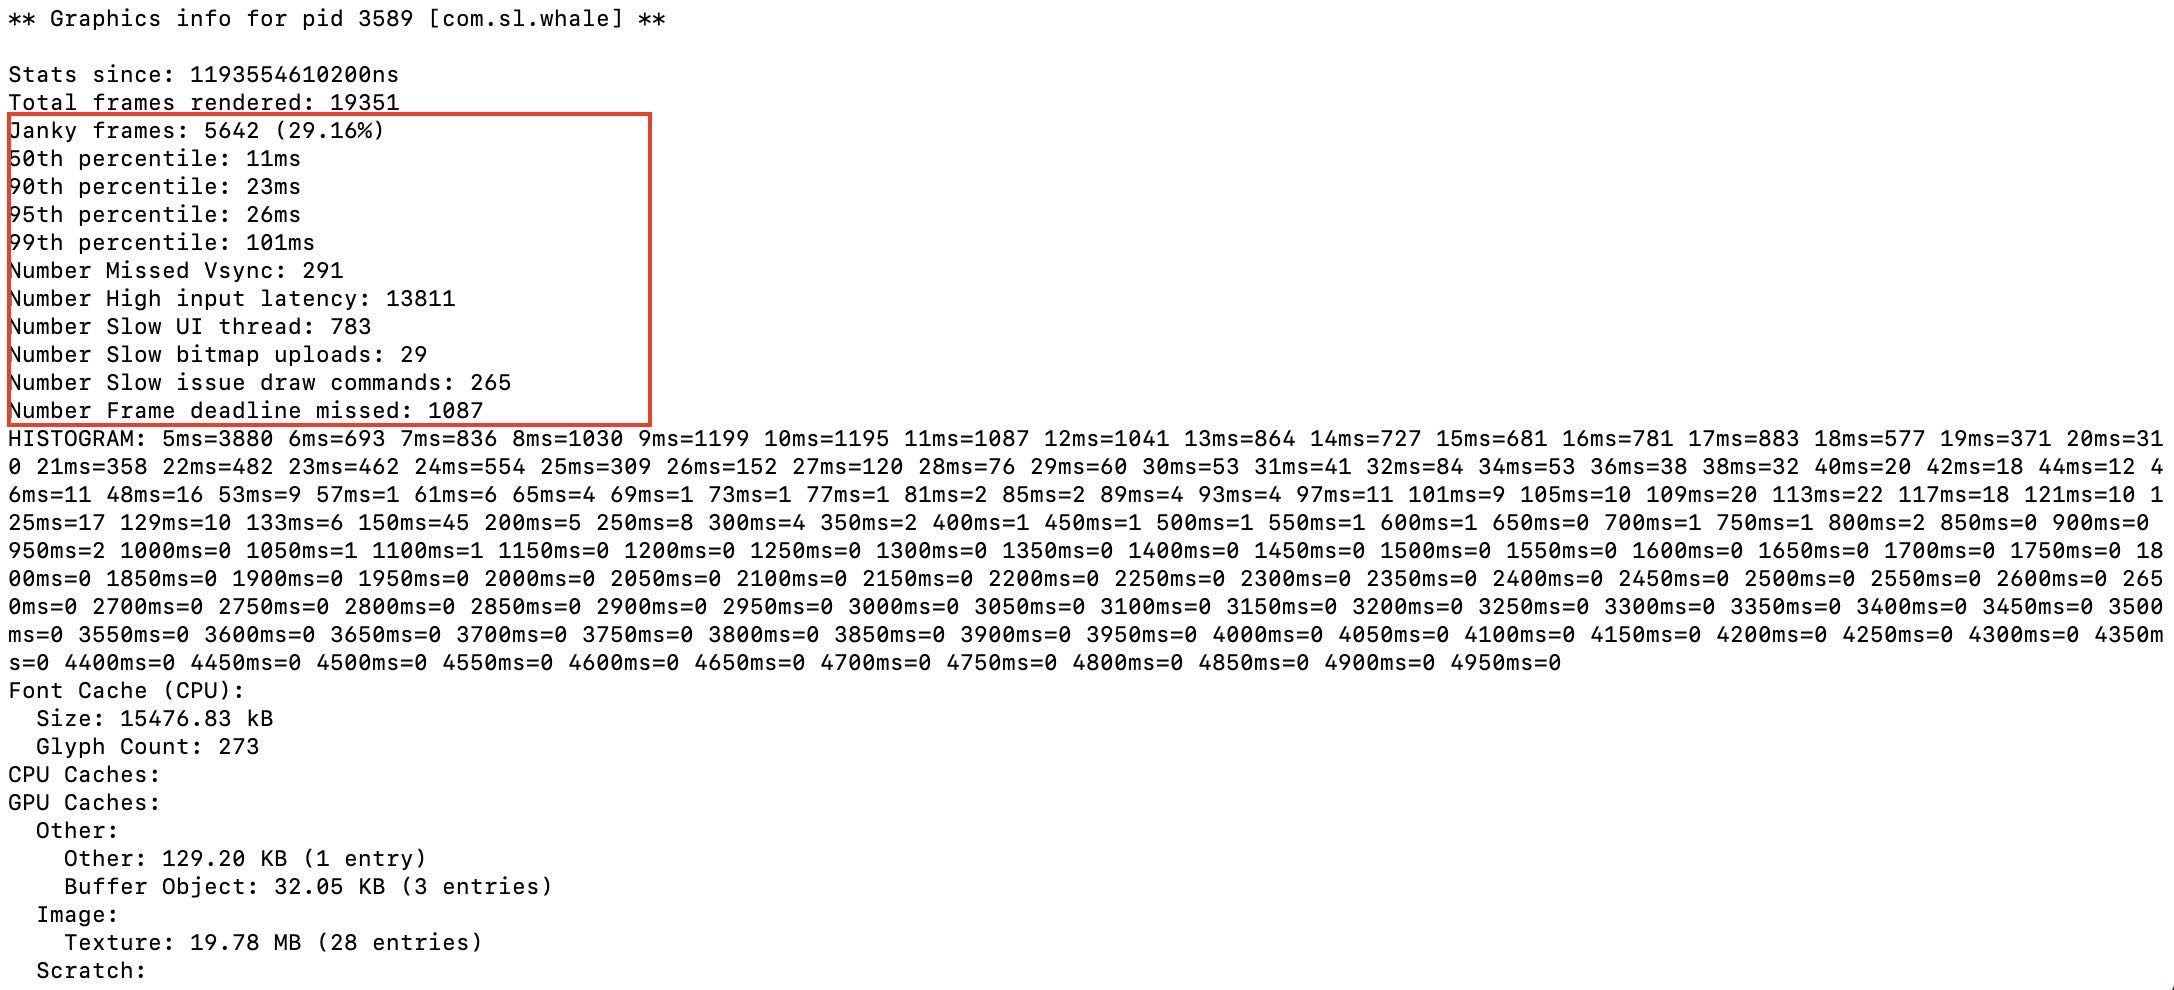 ** Graphics info for pid 3589 [com.sl.whale] **
Stats since: 1193554610200ns
Total frames rendered: 19351
Janky frames: 5642 (29.16%)
50th percentile: 11ms
90th percentile: 23ms
95th percentile: 26ms
99th percentile: 101ms
Number Missed Vsync: 291
Number High input latency: 13811
Number Slow UI thread: 783
Number Slow bitmap uploads: 29
Number Slow issue draw commands: 265
Number Frame deadline missed: 1087
HISTOGRAM: 5ms=3880 6ms=693 7ms=836 8ms=1030 9ms=1199 10ms=1195 11ms=1087 12ms=1041 13ms=864 14ms=727 15ms=681 16ms=781 17ms=883 18ms=577 19ms=371 20ms=31
0 21ms=358 22ms=482 23ms=462 24ms=554 25ms=309 26ms=152 27ms=120 28ms=76 29ms=60 30ms=53 31ms=41 32ms=84 34ms=53 36ms=38 38ms=32 40ms=20 42ms=18 44ms=12 4
6ms=11 48ms=16 53ms=9 57ms=1 61ms=6 65ms=4 69ms=1 73ms=1 77ms=1 81ms=2 85ms=2 89ms=4 93ms=4 97ms=11 101ms=9 105ms=10 109ms=20 113ms=22 117ms=18 121ms=10 1
25ms=17 129ms=10 133ms=6 150ms=45 200ms=5 250ms=8 300ms=4 350ms=2 400ms=1 450ms=1 500ms=1 550ms=1 600ms=1 650ms=0 700ms=1 750ms=1 800ms=2 850ms=0 900ms=0
950ms=2 1000ms=0 1050ms=1 1100ms=1 1150ms=0 1200ms=0 1250ms=0 1300ms=0 1350ms=0 1400ms=0 1450ms=0 1500ms=0 1550ms=0 1600ms=0 1650ms=0 1700ms=0 1750ms=0 18
00ms=0 1850ms=0 1900ms=0 1950ms=0 2000ms=0 2050ms=0 2100ms=0 2150ms=0 2200ms=0 2250ms=0 2300ms=0 2350ms=0 2400ms=0 2450ms=0 2500ms=0 2550ms=0 2600ms=0 265
0ms=0 2700ms=0 2750ms=0 2800ms=0 2850ms=0 2900ms=0 2950ms=0 3000ms=0 3050ms=0 3100ms=0 3150ms=0 3200ms=0 3250ms=0 3300ms=0 3350ms=0 3400ms=0 3450ms=0 3500
ms=0 3550ms=0 3600ms=0 3650ms=0 3700ms=0 3750ms=0 3800ms=0 3850ms=0 3900ms=0 3950ms=0 4000ms=0 4050ms=0 4100ms=0 4150ms=0 4200ms=0 4250ms=0 4300ms=0 4350m
s=0 4400ms=0 4450ms=0 4500ms=0 4550ms=0 4600ms=0 4650ms=0 4700ms=0 4750ms=0 4800ms=0 4850ms=0 4900ms=0 4950ms=0
Font Cache (CPU):
Size: 15476.83 kB
Glyph Count: 273
CPU Caches:
GPU Caches:
Other:
Other: 129.20 KB (1 entry)
Buffer Object: 32.05 KB (3 entries)
Image:
Texture: 19.78 MB (28 entries)
Scratch: